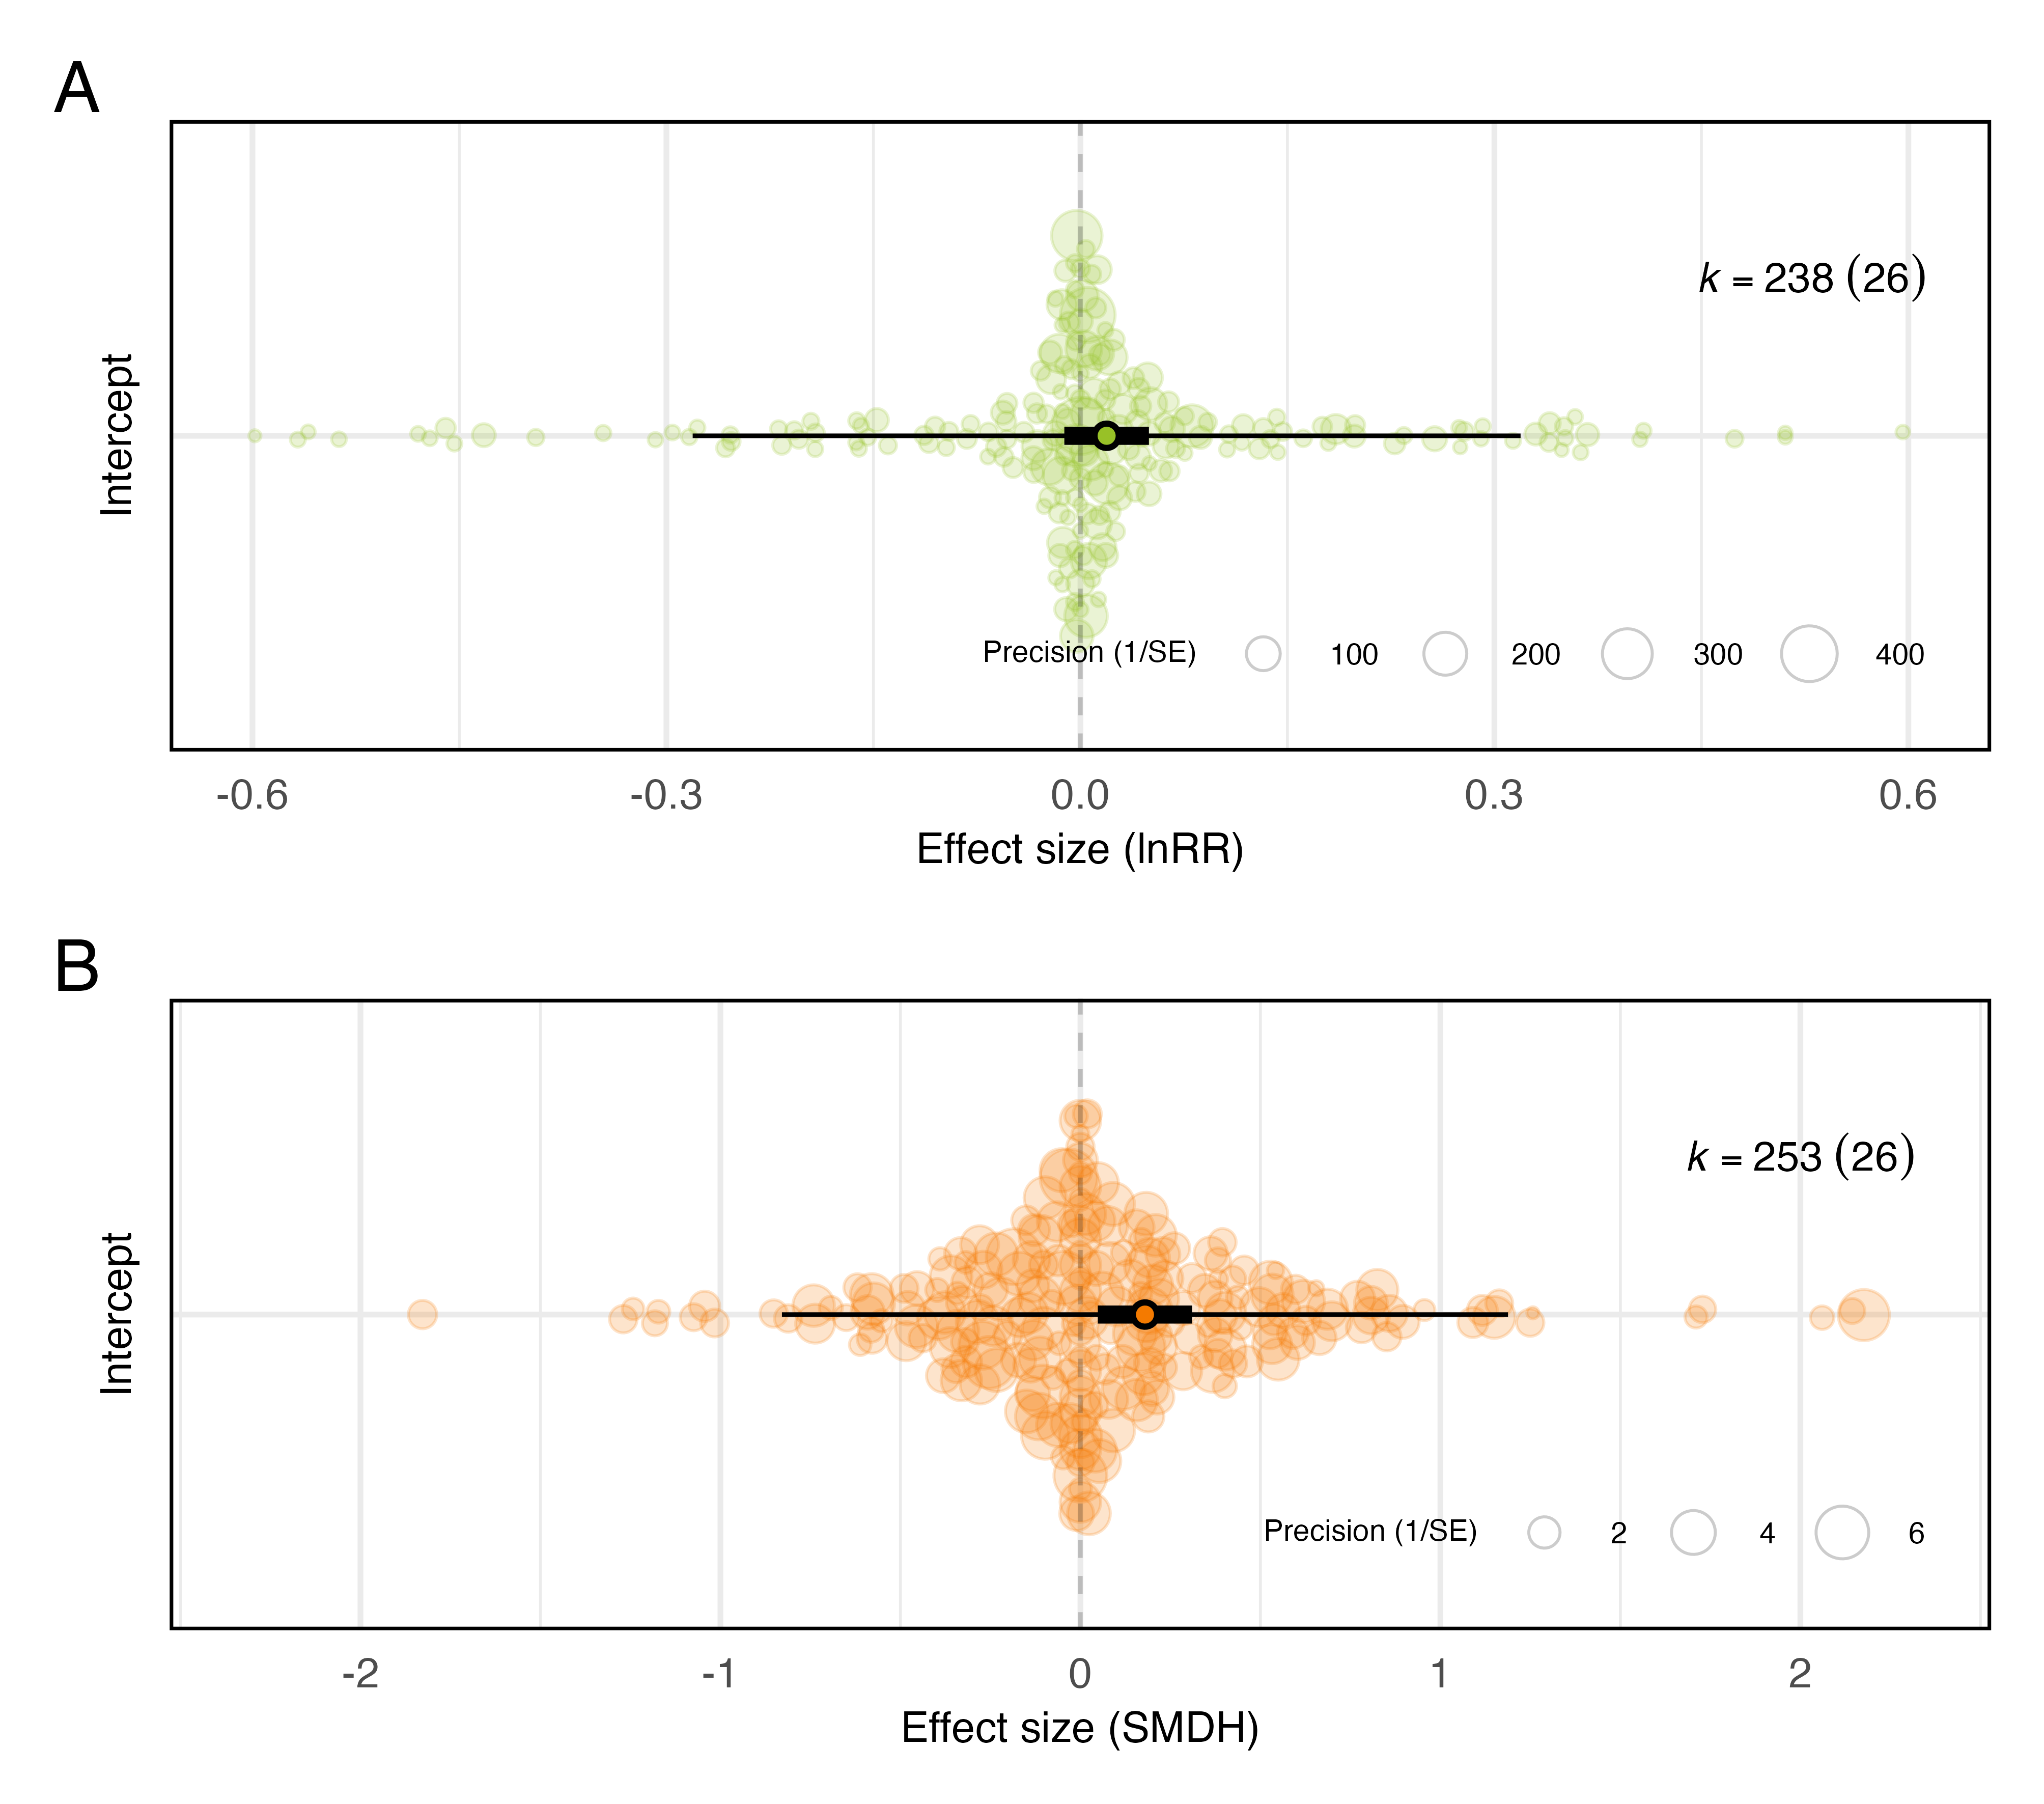 A
Intercept
k = 238 (26)
Precision (1/SE) 100 200 300 400
-0.6 -0.3 0.0 0.3 0.6
Effect size (lnRR)
B
Intercept
k = 253 (26)
Precision (1/SE) 2 4 6
-2 -1 0 1 2
Effect size (SMDH)